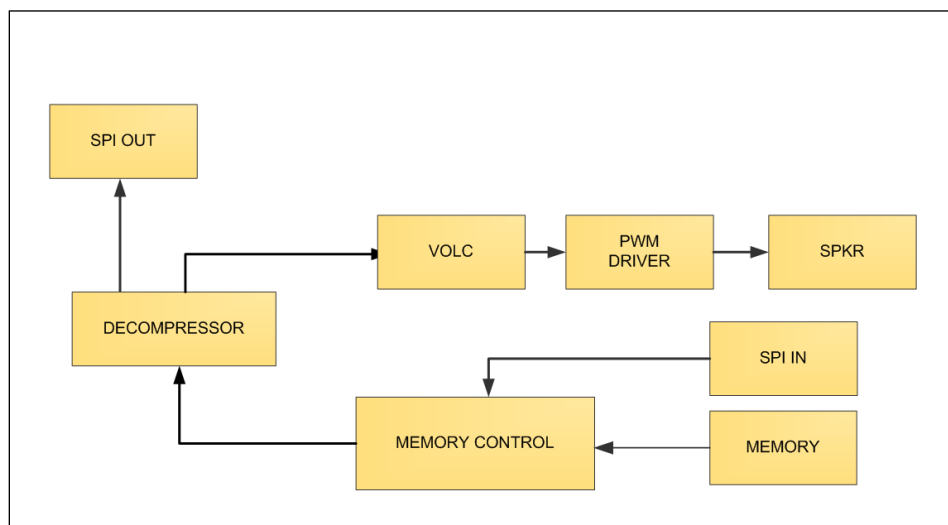 SPI OUT
VOLC
PWM
DRIVER
SPKR
DECOMPRESSOR
SPI IN
MEMORY CONTROL
MEMORY